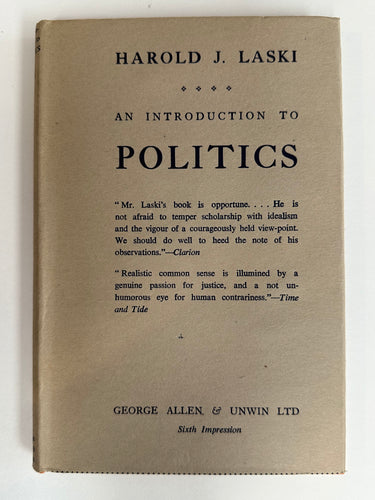 HAROLD J. LASKI
AN INTRODUCTION TO
POLITICS
"Mr. Laski's book is opportune. . . . He is
not afraid to temper scholarship with idealism
and the vigour of a courageously held view-point.
We should do well to heed the note of his
observations."—Clarion
"Realistic common sense is illumined by a
genuine passion for justice, and a not un-
humorous eye for human contrariness."—Time
and Tide
GEORGE ALLEN & UNWIN LTD
Sixth Impression